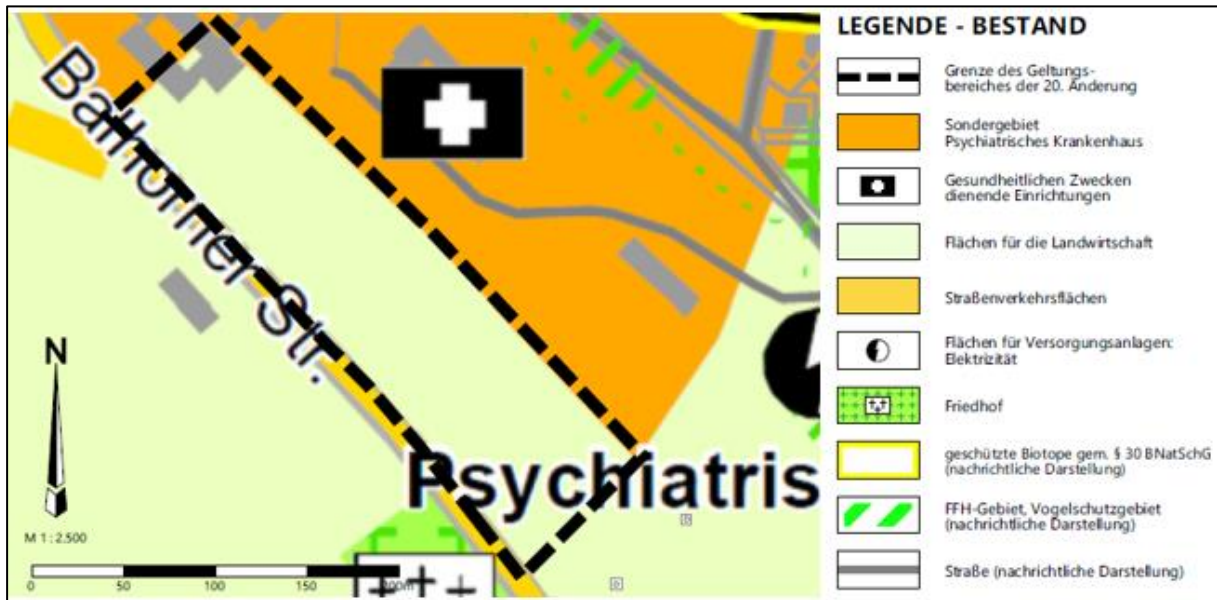 LEGENDE - BESTAND
Grenze des Geltungs-
bereiches der 20. Änderung
Sondergebiet
Psychiatrisches Krankenhaus
Gesundheitlichen Zwecken
dienende Einrichtungen
Flächen für die Landwirtschaft
Straßenverkehrsflächen
Flächen für Versorgungsanlagen:
Elektrizität
Friedhof
geschützte Biotope gem. § 30 BNatSchG
(nachrichtliche Darstellung)
FFH-Gebiet, Vogelschutzgebiet
(nachrichtliche Darstellung)
Straße (nachrichtliche Darstellung)
Balhorner Str.
Psychiatris
N
M 1 : 2.500
0 50 100 150 200m